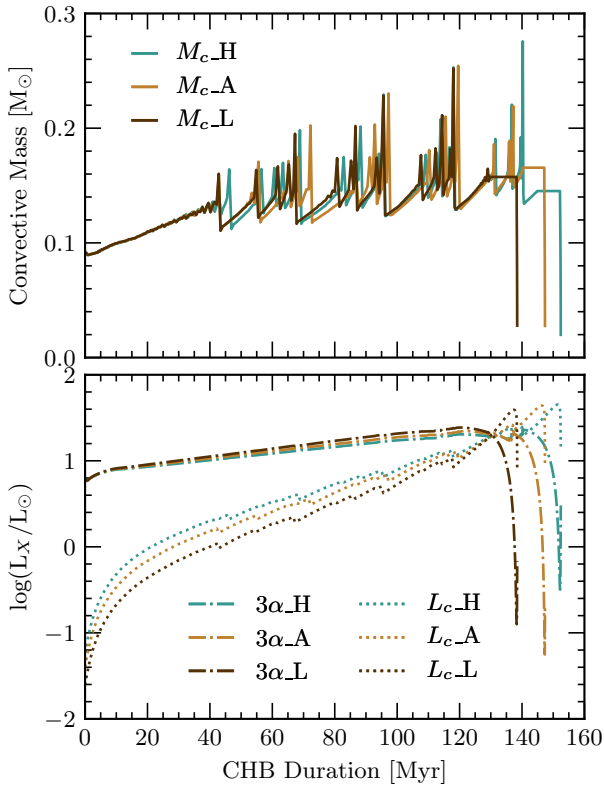 Convective Mass [M⊙]
0.3
0.2
0.1
0.0
M_c_H
M_c_A
M_c_L
log(L_X/L⊙)
2
1
0
−1
−2
3α_H
3α_A
3α_L
L_c_H
L_c_A
L_c_L
0 20 40 60 80 100 120 140 160
CHB Duration [Myr]